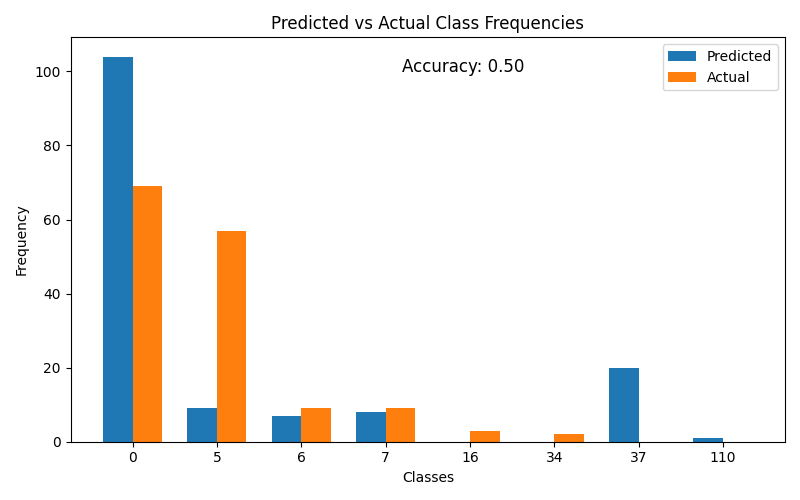 Predicted vs Actual Class Frequencies
Accuracy: 0.50
Predicted
Actual
Frequency
100
80
60
40
20
0
0 5 6 7 16 34 37 110
Classes